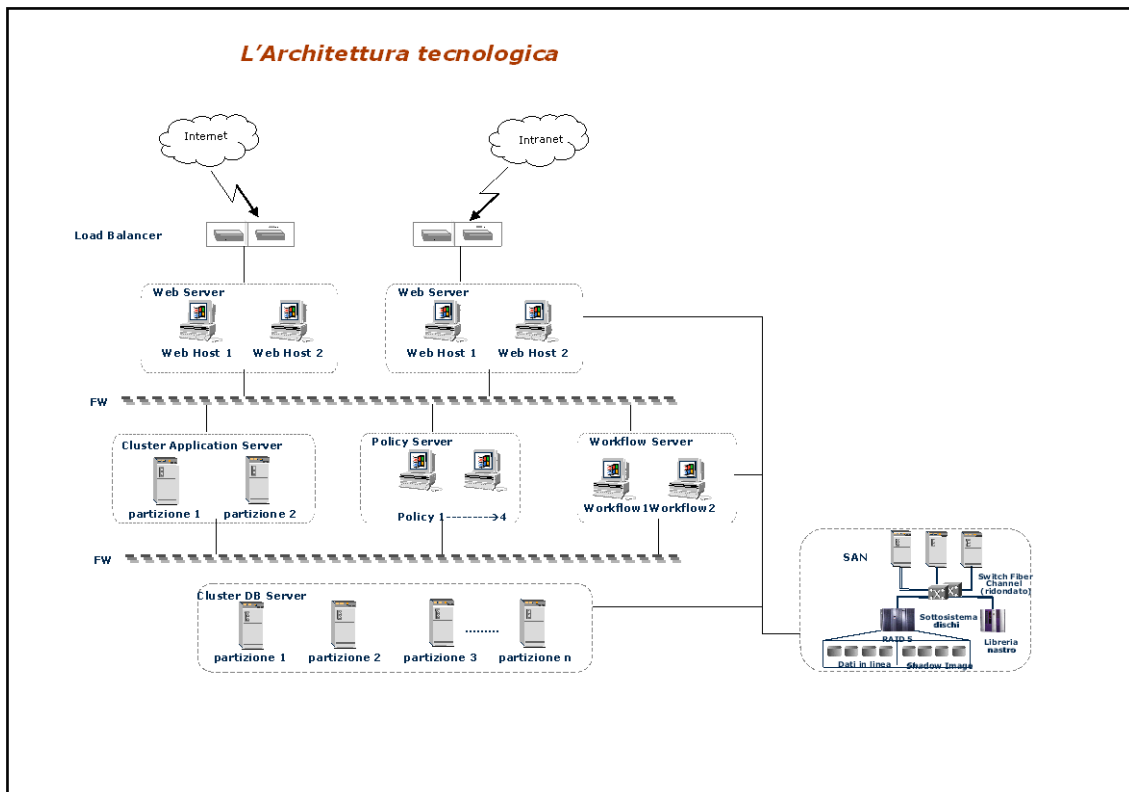 L'Architettura tecnologica
Internet
Intranet
Load Balancer
Web Server
Web Host 1
Web Host 2
Web Server
Web Host 1
Web Host 2
FW
Cluster Application Server
partizione 1
partizione 2
Policy Server
Policy 1
4
Workflow Server
Workflow1
Workflow2
FW
Cluster DB Server
partizione 1
partizione 2
partizione 3
.........
partizione n
SAN
Switch Fiber
Channel
(ridondato)
Sottosistema
dischi
RAID 5
Libreria
nastro
Dati in linea
Shadow Image